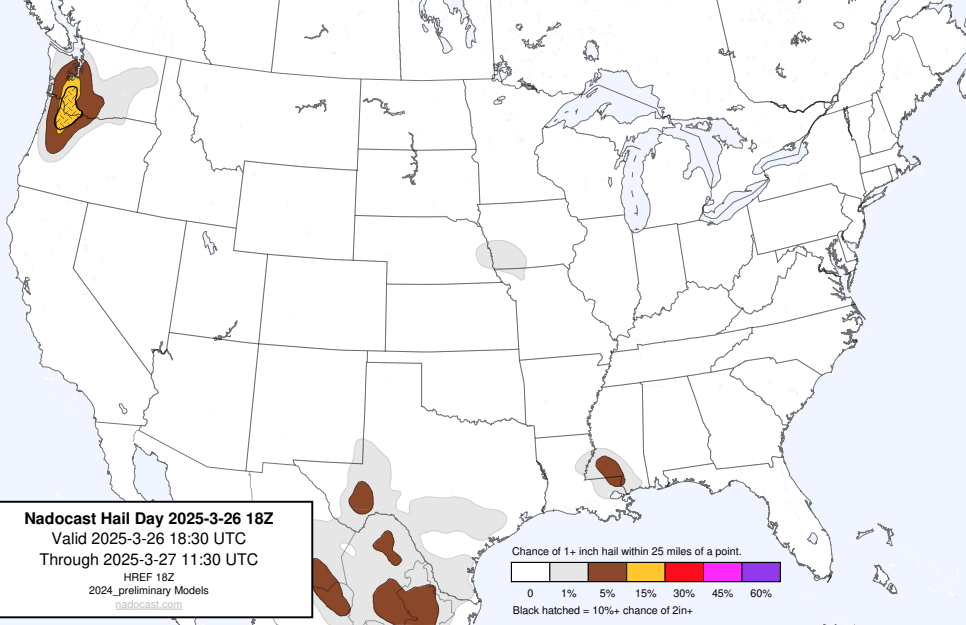 Nadocast Hail Day 2025-3-26 18Z
Valid 2025-3-26 18:30 UTC
Through 2025-3-27 11:30 UTC
HREF 18Z
2024_preliminary Models
nadocast.com
Chance of 1+ inch hail within 25 miles of a point.
0 1% 5% 15% 30% 45% 60%
Black hatched = 10%+ chance of 2in+